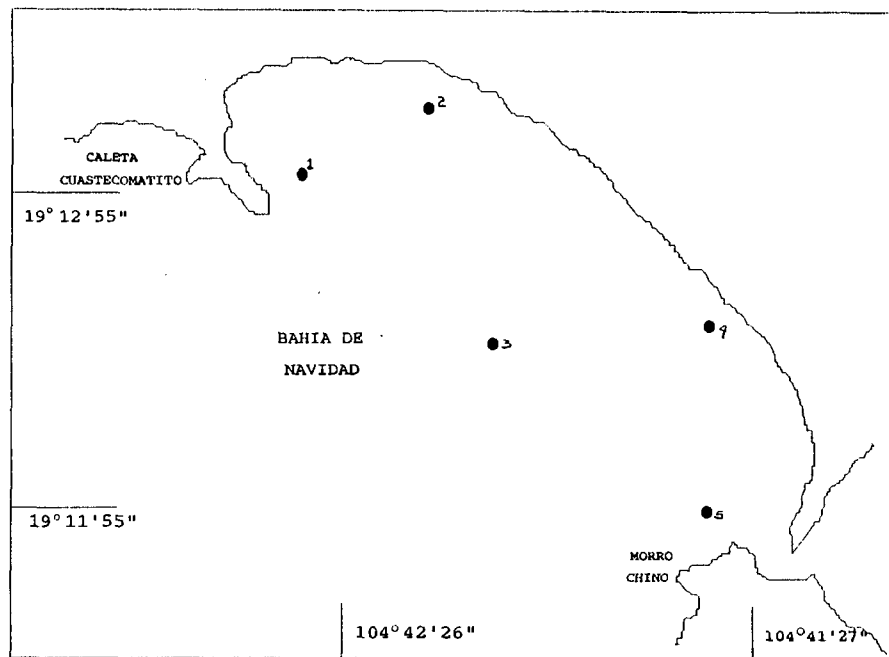 2
1
CALETA
CUASTECOMATITO
19°12'55"
4
BAHIA DE
3
NAVIDAD
19°11'55"
5
MORRO
CHINO
104°42'26"
104°41'27"